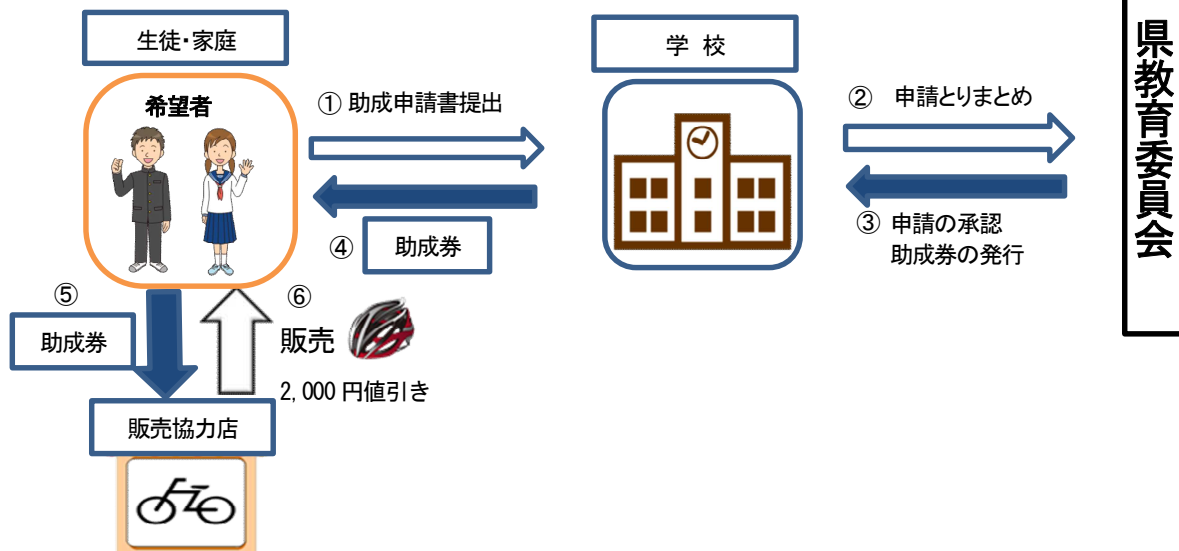 生徒・家庭
学 校
県教育委員会
希望者
① 助成申請書提出
② 申請とりまとめ
③ 申請の承認
助成券の発行
④
助成券
⑤
助成券
⑥
販売
2,000 円値引き
販売協力店